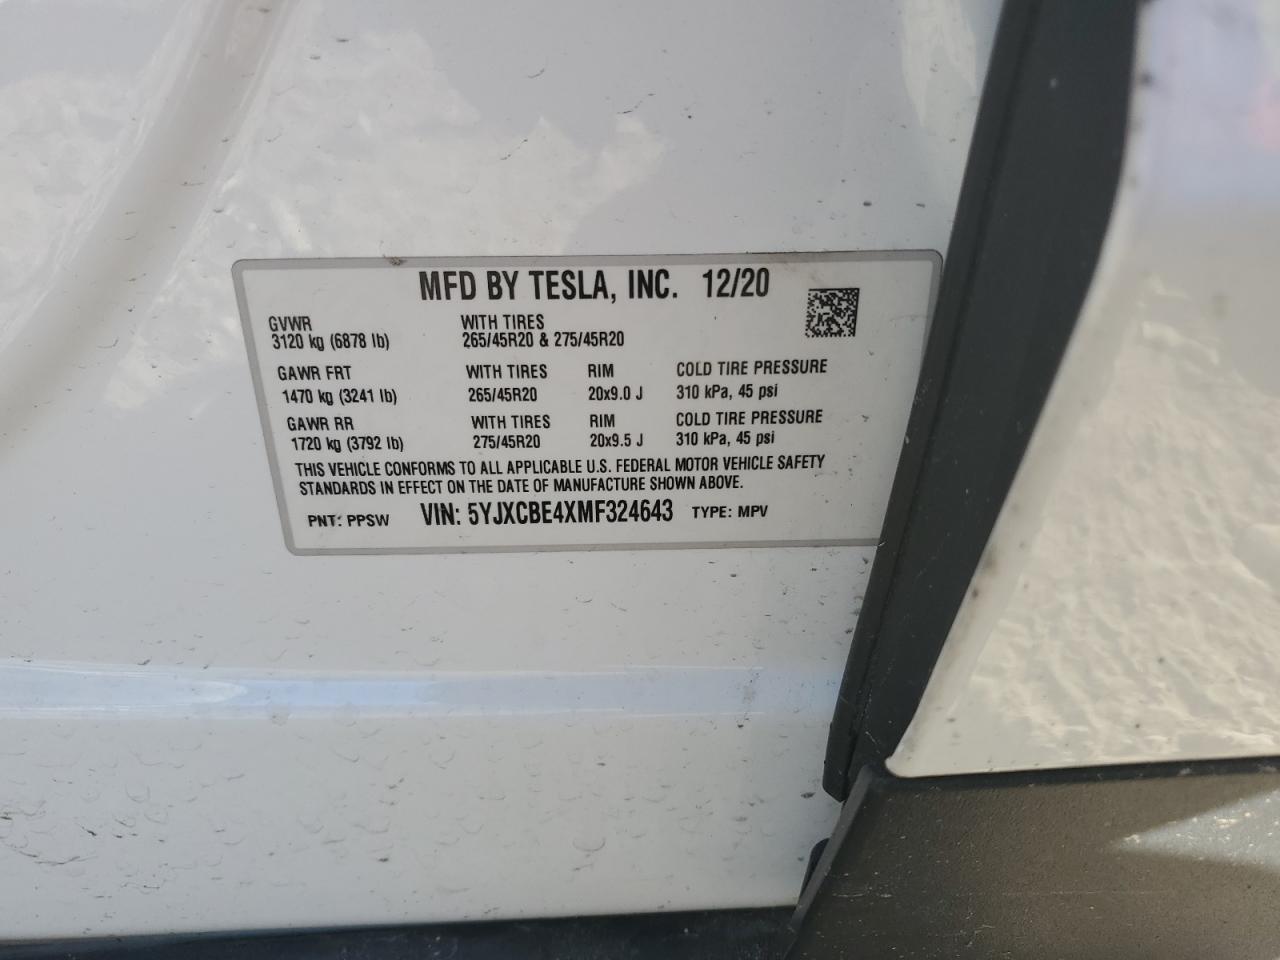 MFD BY TESLA, INC. 12/20
GVWR WITH TIRES
3120 kg (6878 lb) 265/45R20 & 275/45R20
GAWR FRT WITH TIRES RIM COLD TIRE PRESSURE
1470 kg (3241 lb) 265/45R20 20x9.0 J 310 kPa, 45 psi
GAWR RR WITH TIRES RIM COLD TIRE PRESSURE
1720 kg (3792 lb) 275/45R20 20x9.5 J 310 kPa, 45 psi
THIS VEHICLE CONFORMS TO ALL APPLICABLE U.S. FEDERAL MOTOR VEHICLE SAFETY
STANDARDS IN EFFECT ON THE DATE OF MANUFACTURE SHOWN ABOVE.
PNT: PPSW VIN: 5YJXCBE4XMF324643 TYPE: MPV